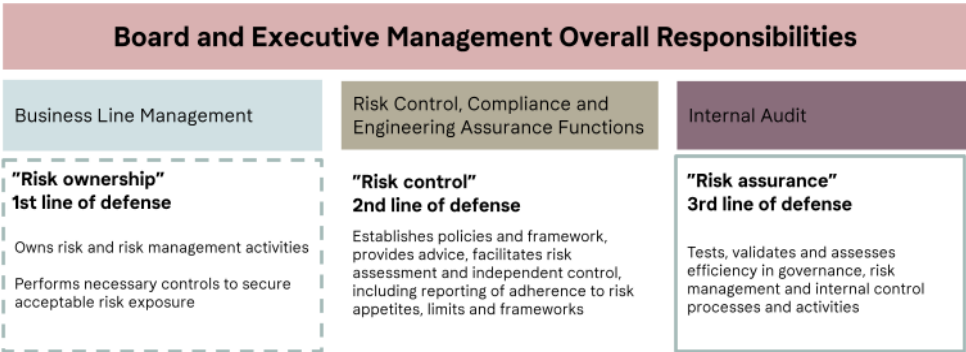 Board and Executive Management Overall Responsibilities
Business Line Management
Risk Control, Compliance and
Engineering Assurance Functions
Internal Audit
”Risk ownership”
1st line of defense
Owns risk and risk management activities
Performs necessary controls to secure
acceptable risk exposure
”Risk control”
2nd line of defense
Establishes policies and framework,
provides advice, facilitates risk
assessment and independent control,
including reporting of adherence to risk
appetites, limits and frameworks
”Risk assurance”
3rd line of defense
Tests, validates and assesses
efficiency in governance, risk
management and internal control
processes and activities